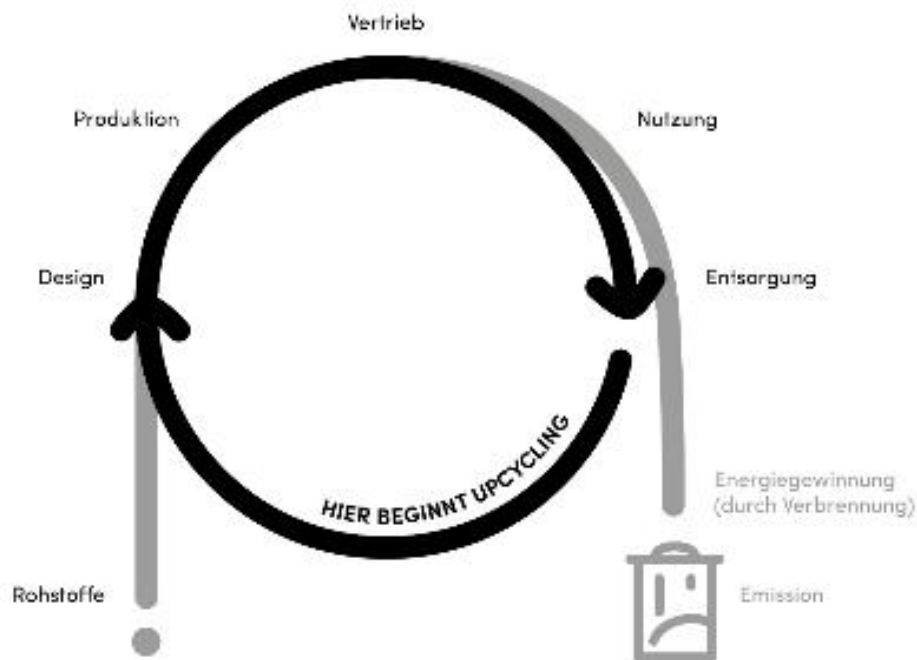 Vertrieb
Produktion
Nutzung
Design
Entsorgung
HIER BEGINNT UPCYCLING
Energiegewinnung
(durch Verbrennung)
Rohstoffe
Emission